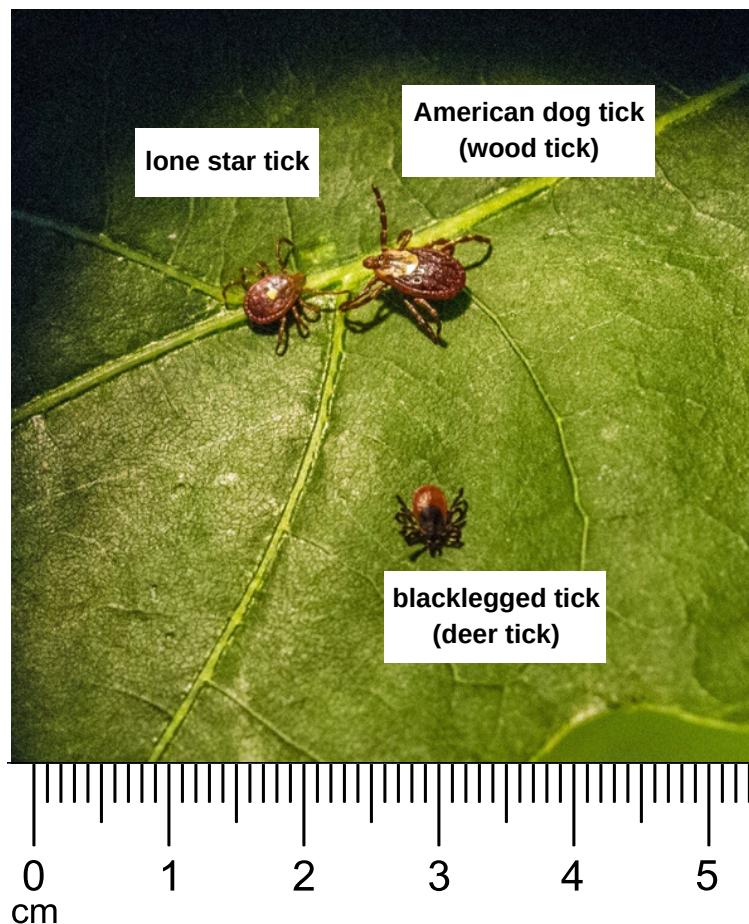 American dog tick
(wood tick)
lone star tick
blacklegged tick
(deer tick)
0 1 2 3 4 5
cm